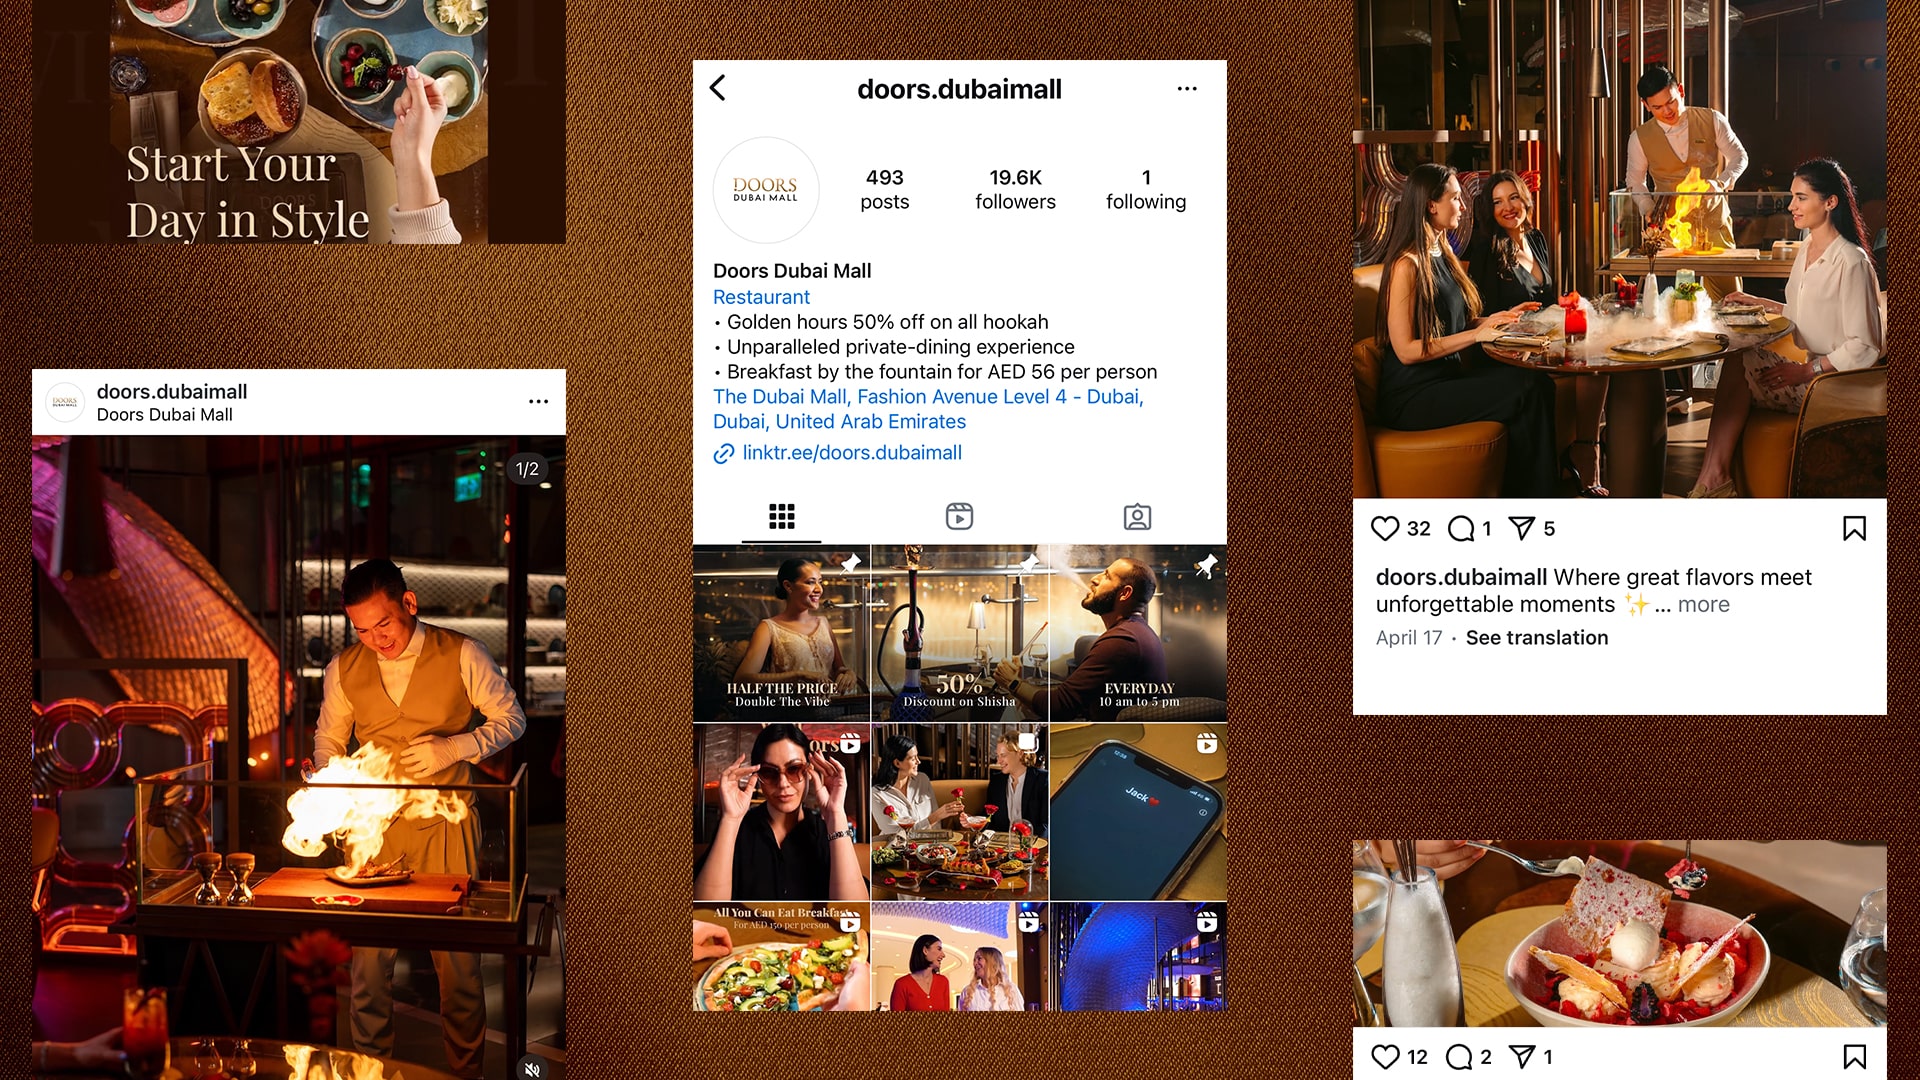 Start Your
Day in Style
doors.dubaimall
Doors Dubai Mall
1/2
doors.dubaimall
DOORS
DUBAI MALL
493
posts
19.6K
followers
1
following
Doors Dubai Mall
Restaurant
• Golden hours 50% off on all hookah
• Unparalleled private-dining experience
• Breakfast by the fountain for AED 56 per person
The Dubai Mall, Fashion Avenue Level 4 - Dubai,
Dubai, United Arab Emirates
linktr.ee/doors.dubaimall
HALF THE PRICE
Double The Vibe
50%
Discount on Shisha
EVERYDAY
10 am to 5 pm
Jack
All You Can Eat Breakfast
For AED 150 per person
32 1 5
doors.dubaimall Where great flavors meet
unforgettable moments ✨ ... more
April 17 · See translation
12 2 1